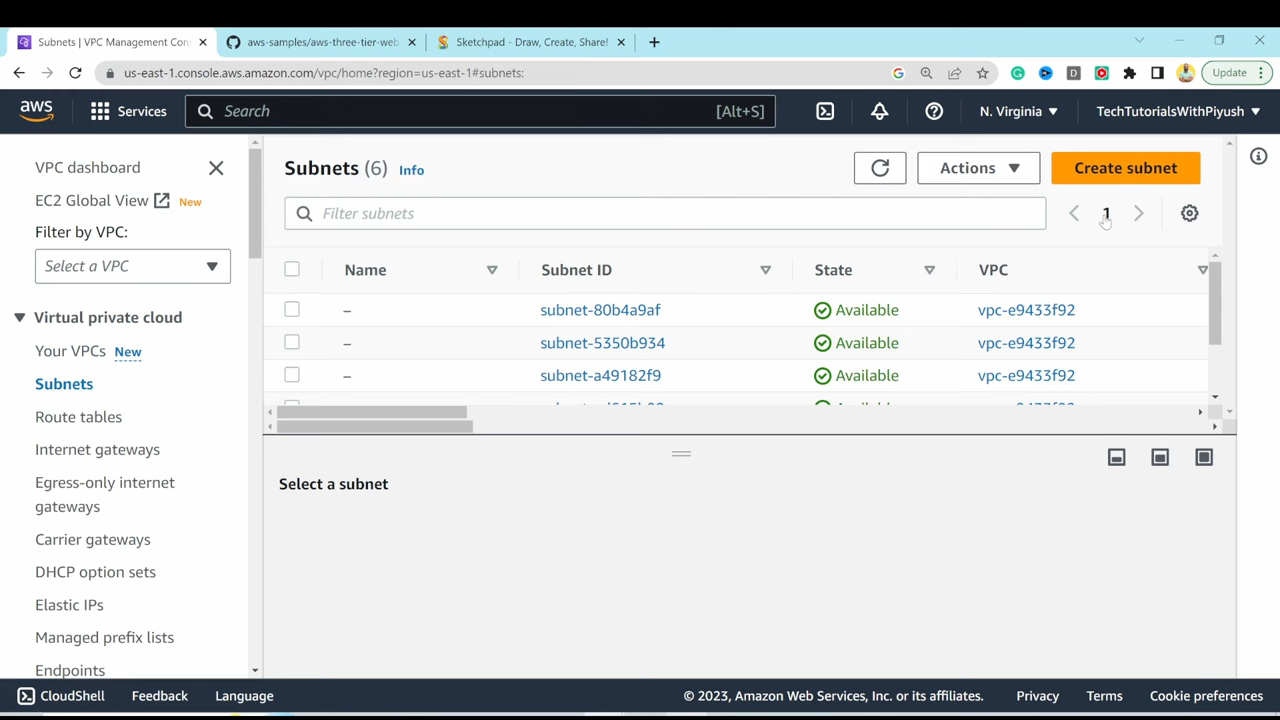 Subnets | VPC Management Con
aws-samples/aws-three-tier-web
Sketchpad - Draw, Create, Share!
us-east-1.console.aws.amazon.com/vpc/home?region=us-east-1#subnets:
Update
aws
Services
Search
[Alt+S]
N. Virginia
TechTutorialsWithPiyush
VPC dashboard
EC2 Global View New
Filter by VPC:
Select a VPC
Virtual private cloud
Your VPCs New
Subnets
Route tables
Internet gateways
Egress-only internet
gateways
Carrier gateways
DHCP option sets
Elastic IPs
Managed prefix lists
Endpoints
Subnets (6) Info
Actions
Create subnet
Filter subnets
1
Name Subnet ID State VPC
– subnet-80b4a9af Available vpc-e9433f92
– subnet-5350b934 Available vpc-e9433f92
– subnet-a49182f9 Available vpc-e9433f92
Select a subnet
CloudShell
Feedback
Language
© 2023, Amazon Web Services, Inc. or its affiliates.
Privacy
Terms
Cookie preferences